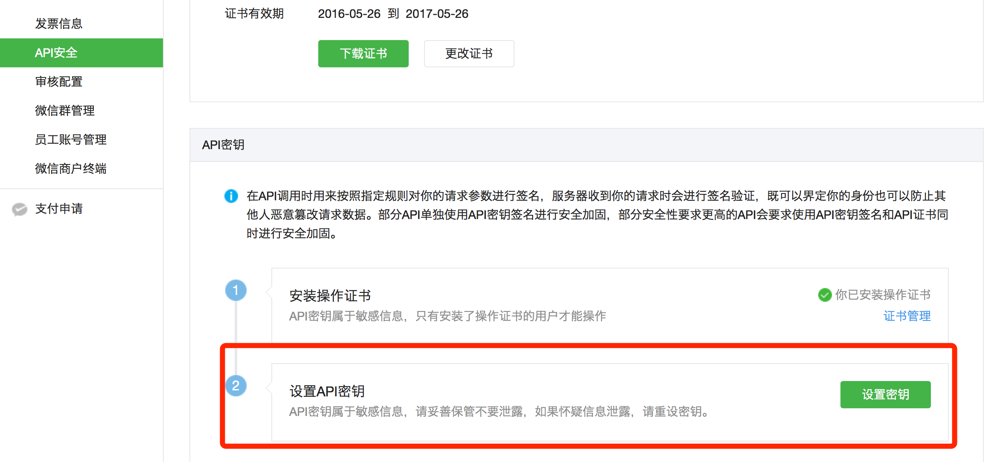 发票信息
API安全
审核配置
微信群管理
员工账号管理
微信商户终端
支付申请
证书有效期 2016-05-26 到 2017-05-26
下载证书 更改证书
API密钥
在API调用时用来按照指定规则对你的请求参数进行签名，服务器收到你的请求时会进行签名验证，既可以界定你的身份也可以防止其
他人恶意篡改请求数据。部分API单独使用API密钥签名进行安全加固，部分安全性要求更高的API会要求使用API密钥签名和API证书同
时进行安全加固。
1
安装操作证书
你已安装操作证书
API密钥属于敏感信息，只有安装了操作证书的用户才能操作
证书管理
2
设置API密钥
设置密钥
API密钥属于敏感信息，请妥善保管不要泄露，如果怀疑信息泄露，请重设密钥。